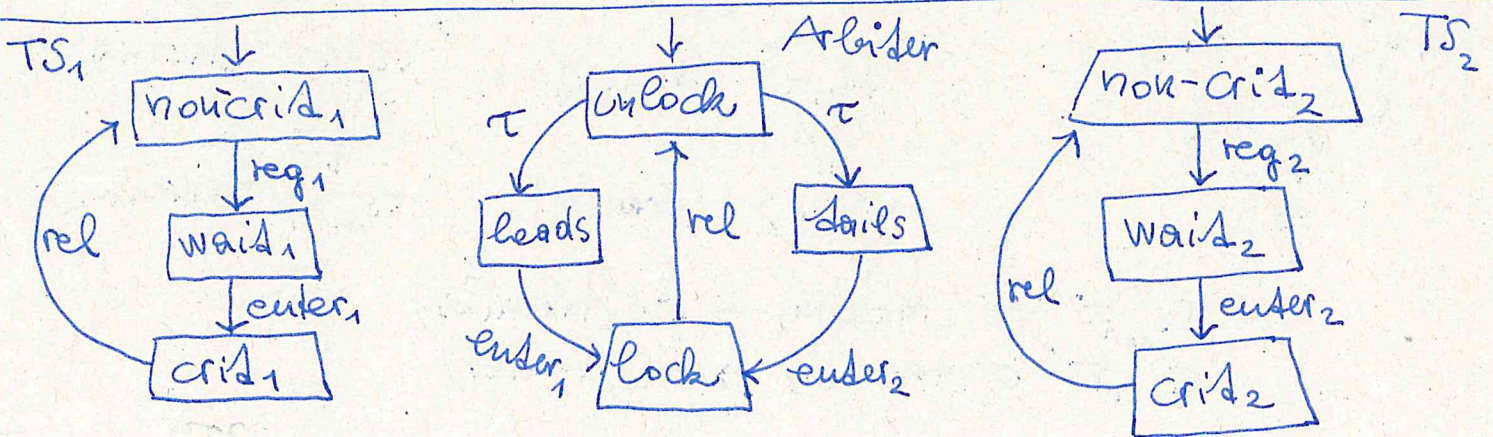 TS₁
Arbiter
TS₂
noncrit₁
unlock
non-crit₂
τ
τ
req₁
req₂
rel
wait₁
heads
rel
tails
wait₂
enter₁
rel
enter₂
crit₁
enter₁
lock
enter₂
crit₂